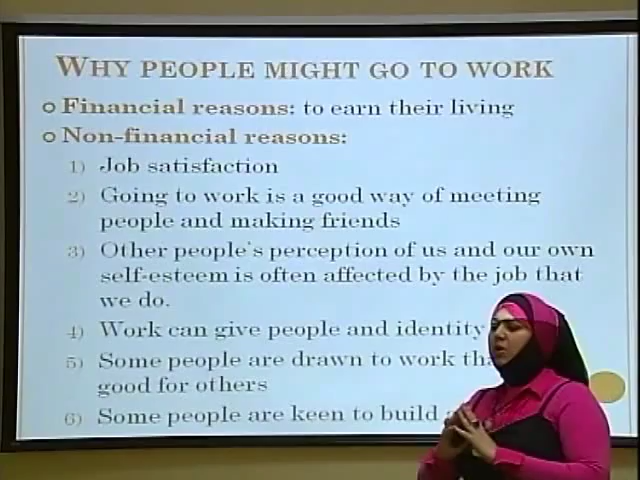 WHY PEOPLE MIGHT GO TO WORK
Financial reasons: to earn their living
Non-financial reasons:
1) Job satisfaction
2) Going to work is a good way of meeting
people and making friends
3) Other people's perception of us and our own
self-esteem is often affected by the job that
we do.
4) Work can give people and identity
5) Some people are drawn to work
good for others
6) Some people are keen to build